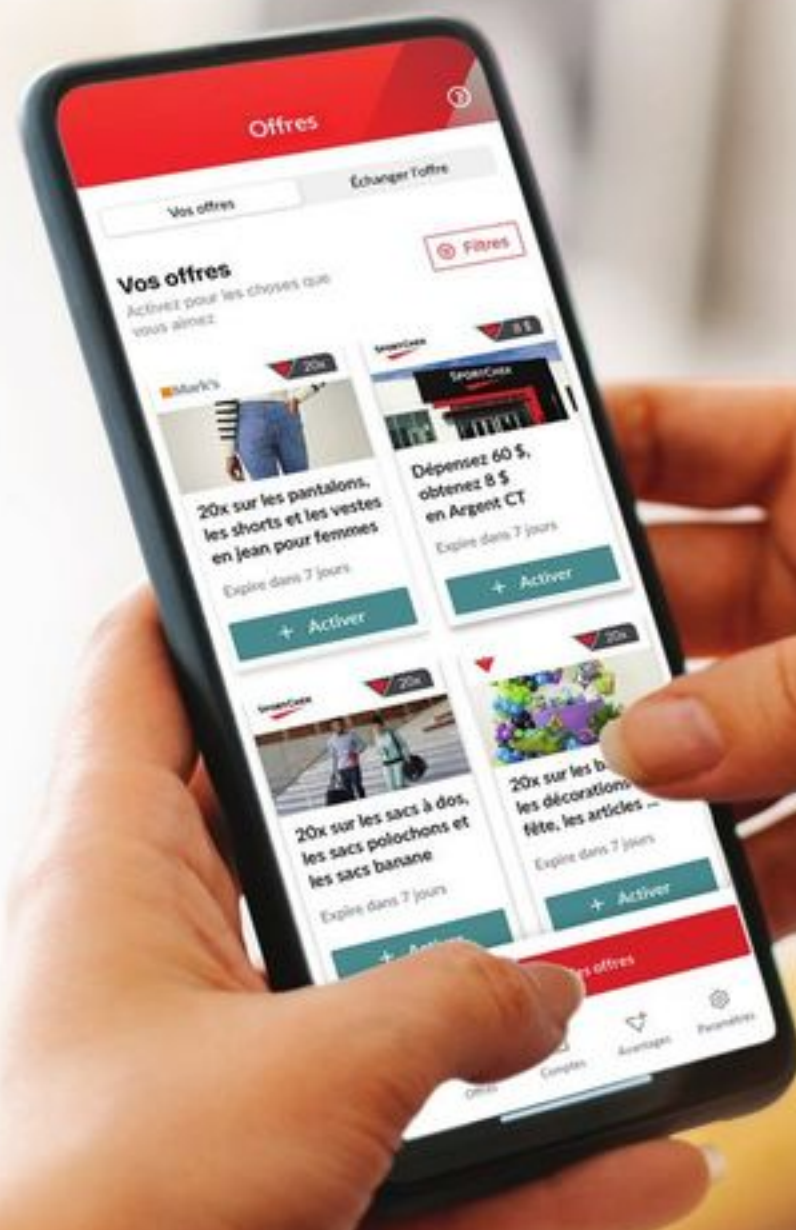 Offres
Vos offres
Échanger l'offre
Vos offres
Activez pour les choses que
vous aimez
Filtres
Mark's
20x
20x sur les pantalons,
les shorts et les vestes
en jean pour femmes
Expire dans 7 jours
+ Activer
SPORTCHEK
8 $
SPORTCHEK
Dépensez 60 $,
obtenez 8 $
en Argent CT
Expire dans 7 jours
+ Activer
SPORTCHEK
20x
20x sur les sacs à dos,
les sacs polochons et
les sacs banane
Expire dans 7 jours
+ Activer
20x
20x sur les
les décorations
fête, les articles ...
Expire dans 7 jours
+ Activer
offres
Offres
Comptes
Avantages
Paramètres